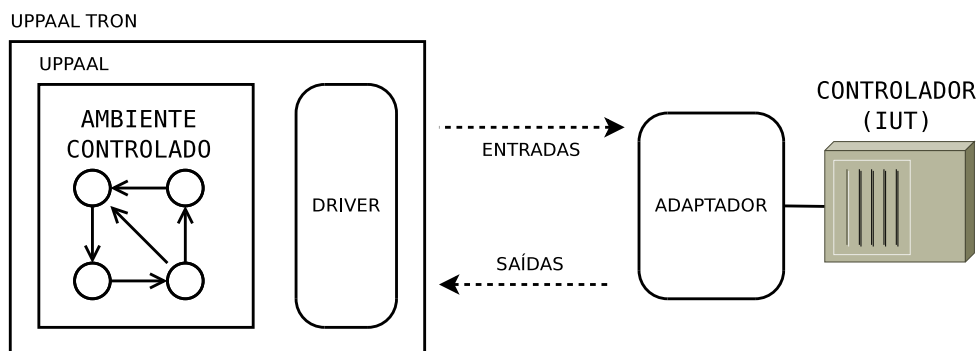 UPPAAL TRON
UPPAAL
AMBIENTE
CONTROLADO
DRIVER
ENTRADAS
SAÍDAS
ADAPTADOR
CONTROLADOR
(IUT)